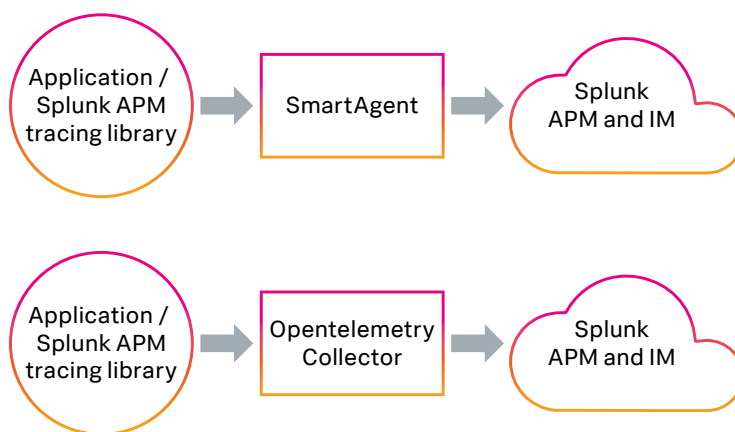 Application /
Splunk APM
tracing library
SmartAgent
Splunk
APM and IM
Application /
Splunk APM
tracing library
Opentelemetry
Collector
Splunk
APM and IM